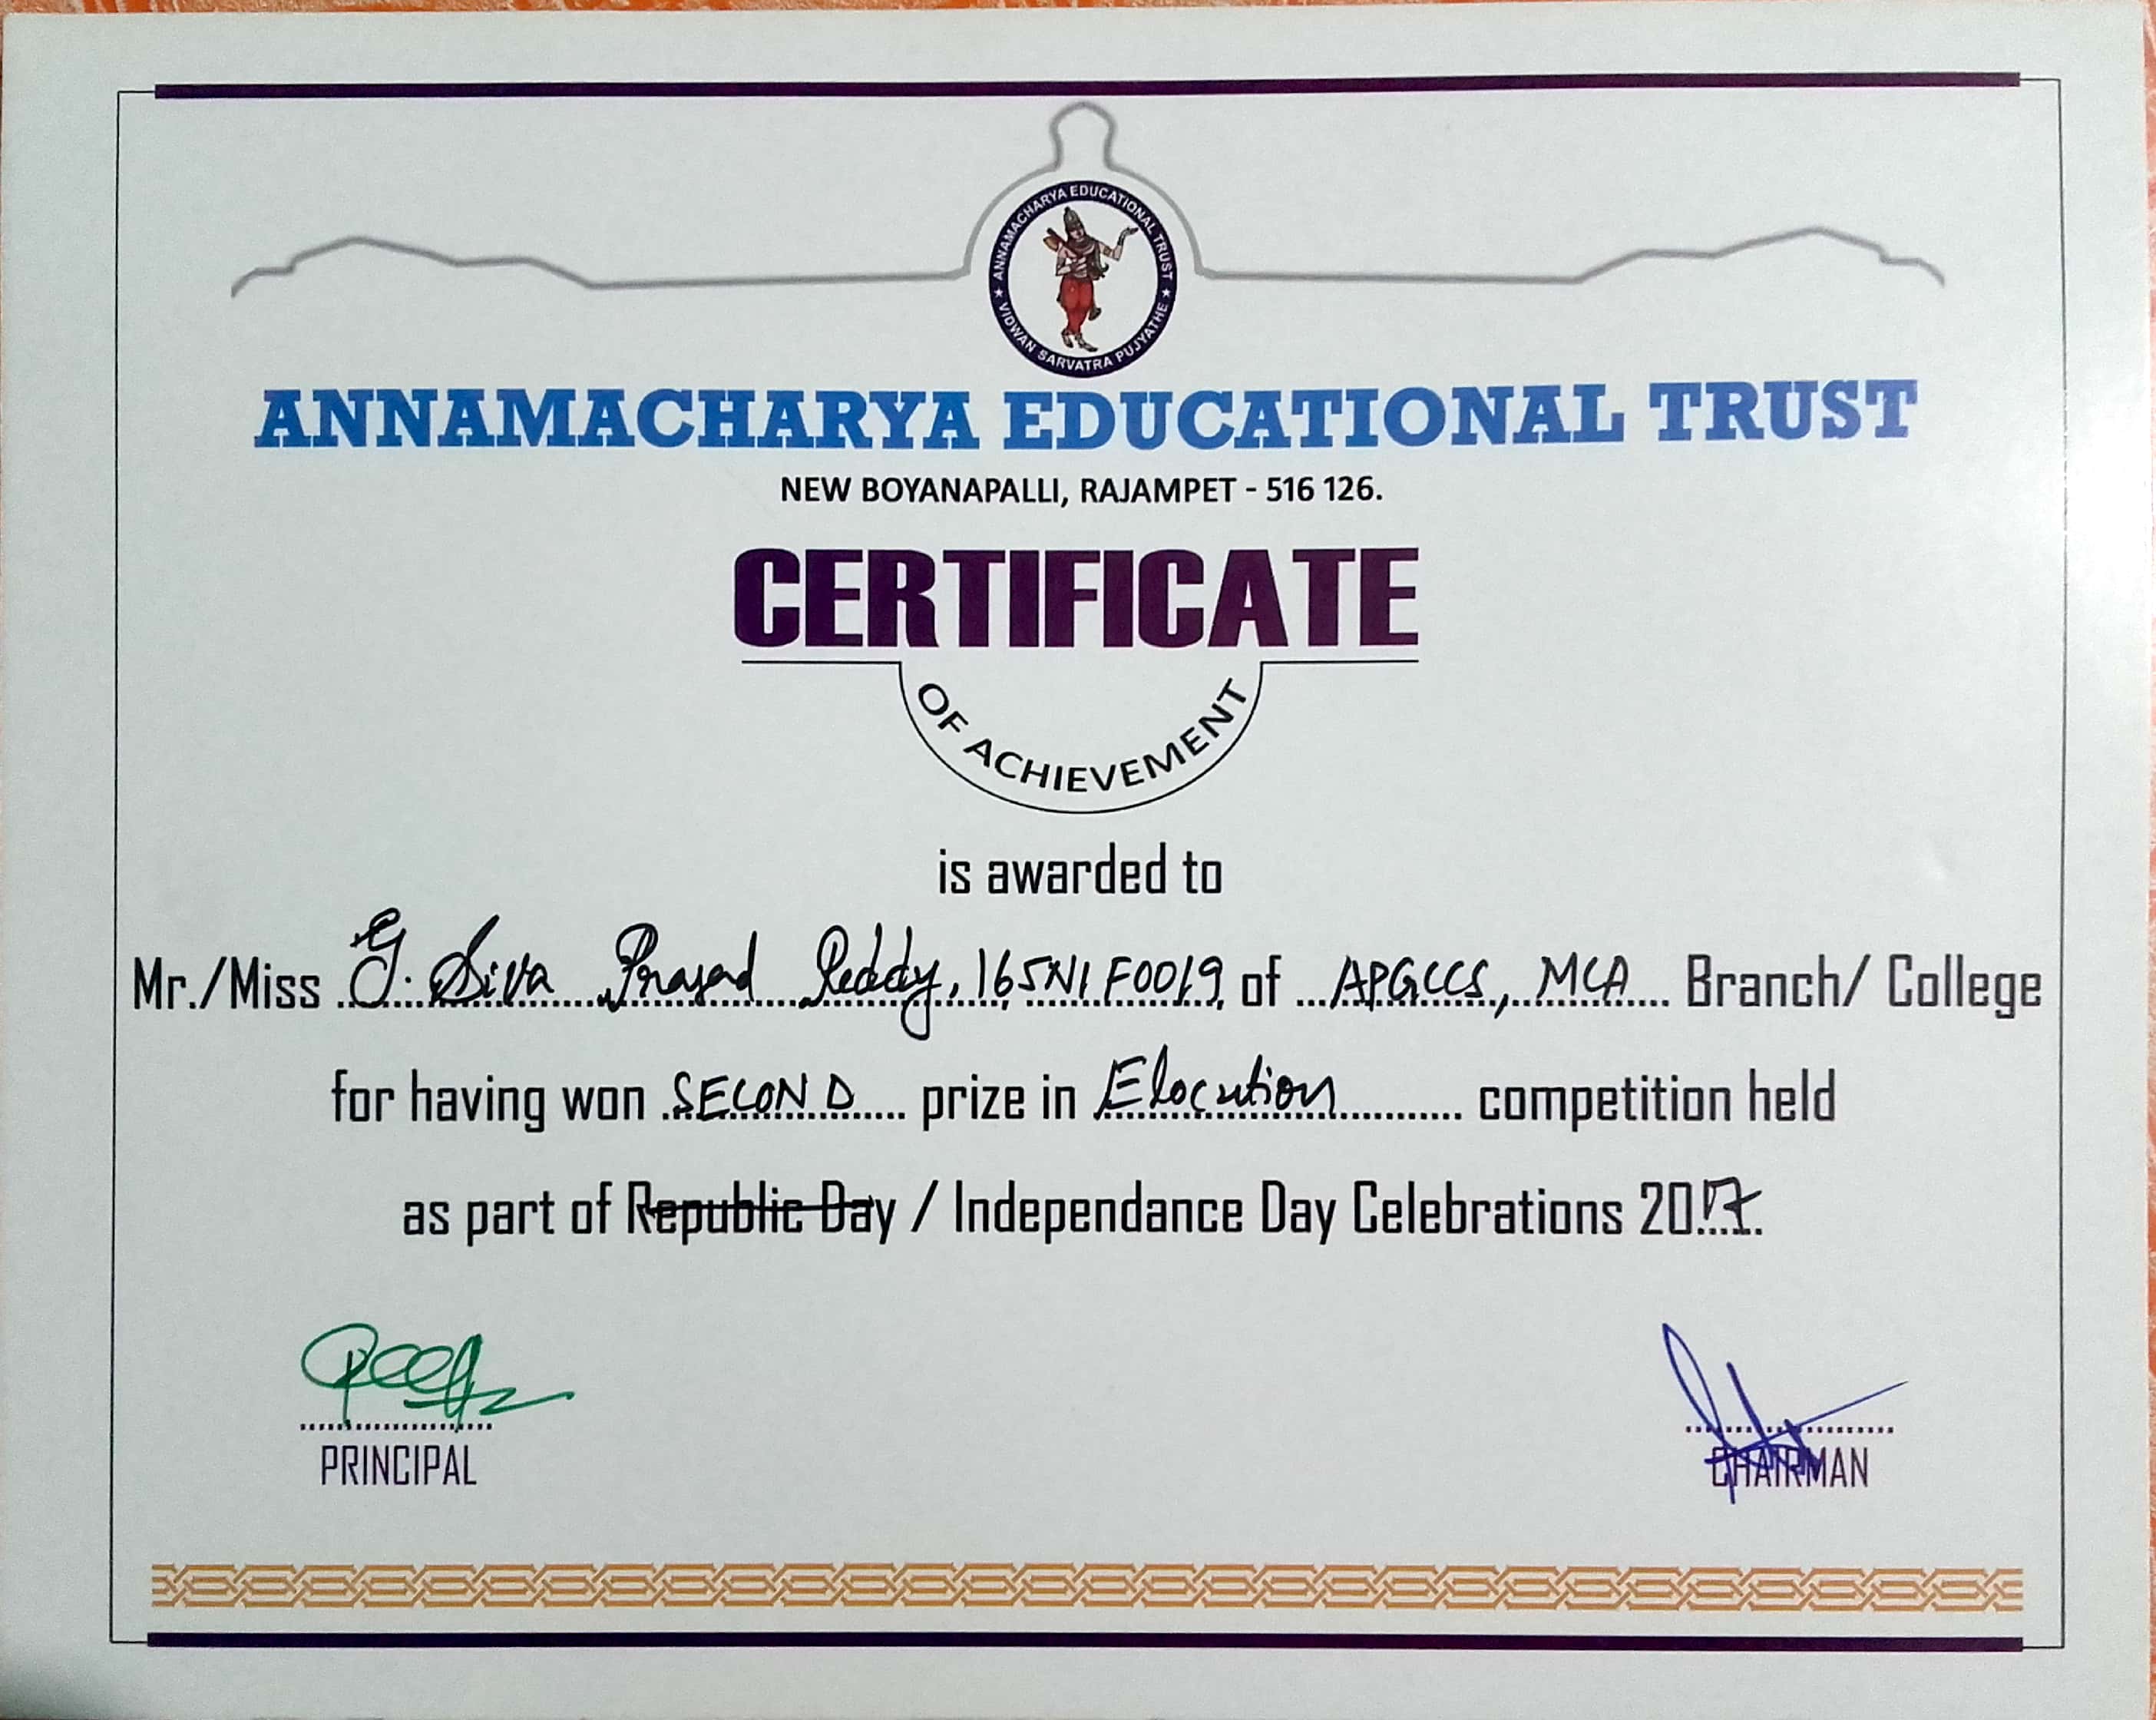 ANNAMACHARYA EDUCATIONAL TRUST
★ VIDWAN SARVATRA PUJYATHE ★
ANNAMACHARYA EDUCATIONAL TRUST
NEW BOYANAPALLI, RAJAMPET - 516 126.
CERTIFICATE
OF ACHIEVEMENT
is awarded to
Mr./Miss G. Siva Prasad Reddy, 165N1F0019 of APGCCS, MCA Branch/ College
for having won SECOND prize in Elocution competition held
as part of Republic Day / Independance Day Celebrations 2017.
PRINCIPAL
CHAIRMAN